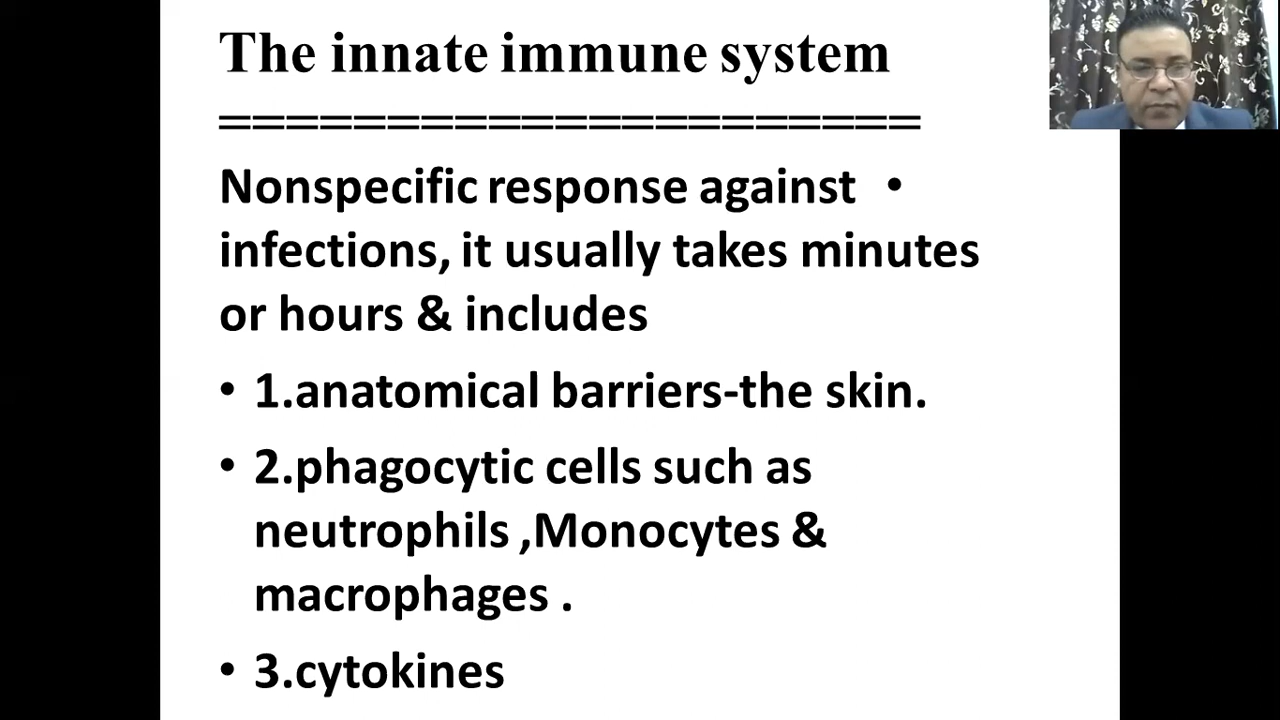 The innate immune system
=====================
Nonspecific response against •
infections, it usually takes minutes
or hours & includes
• 1.anatomical barriers-the skin.
• 2.phagocytic cells such as
neutrophils ,Monocytes &
macrophages .
• 3.cytokines